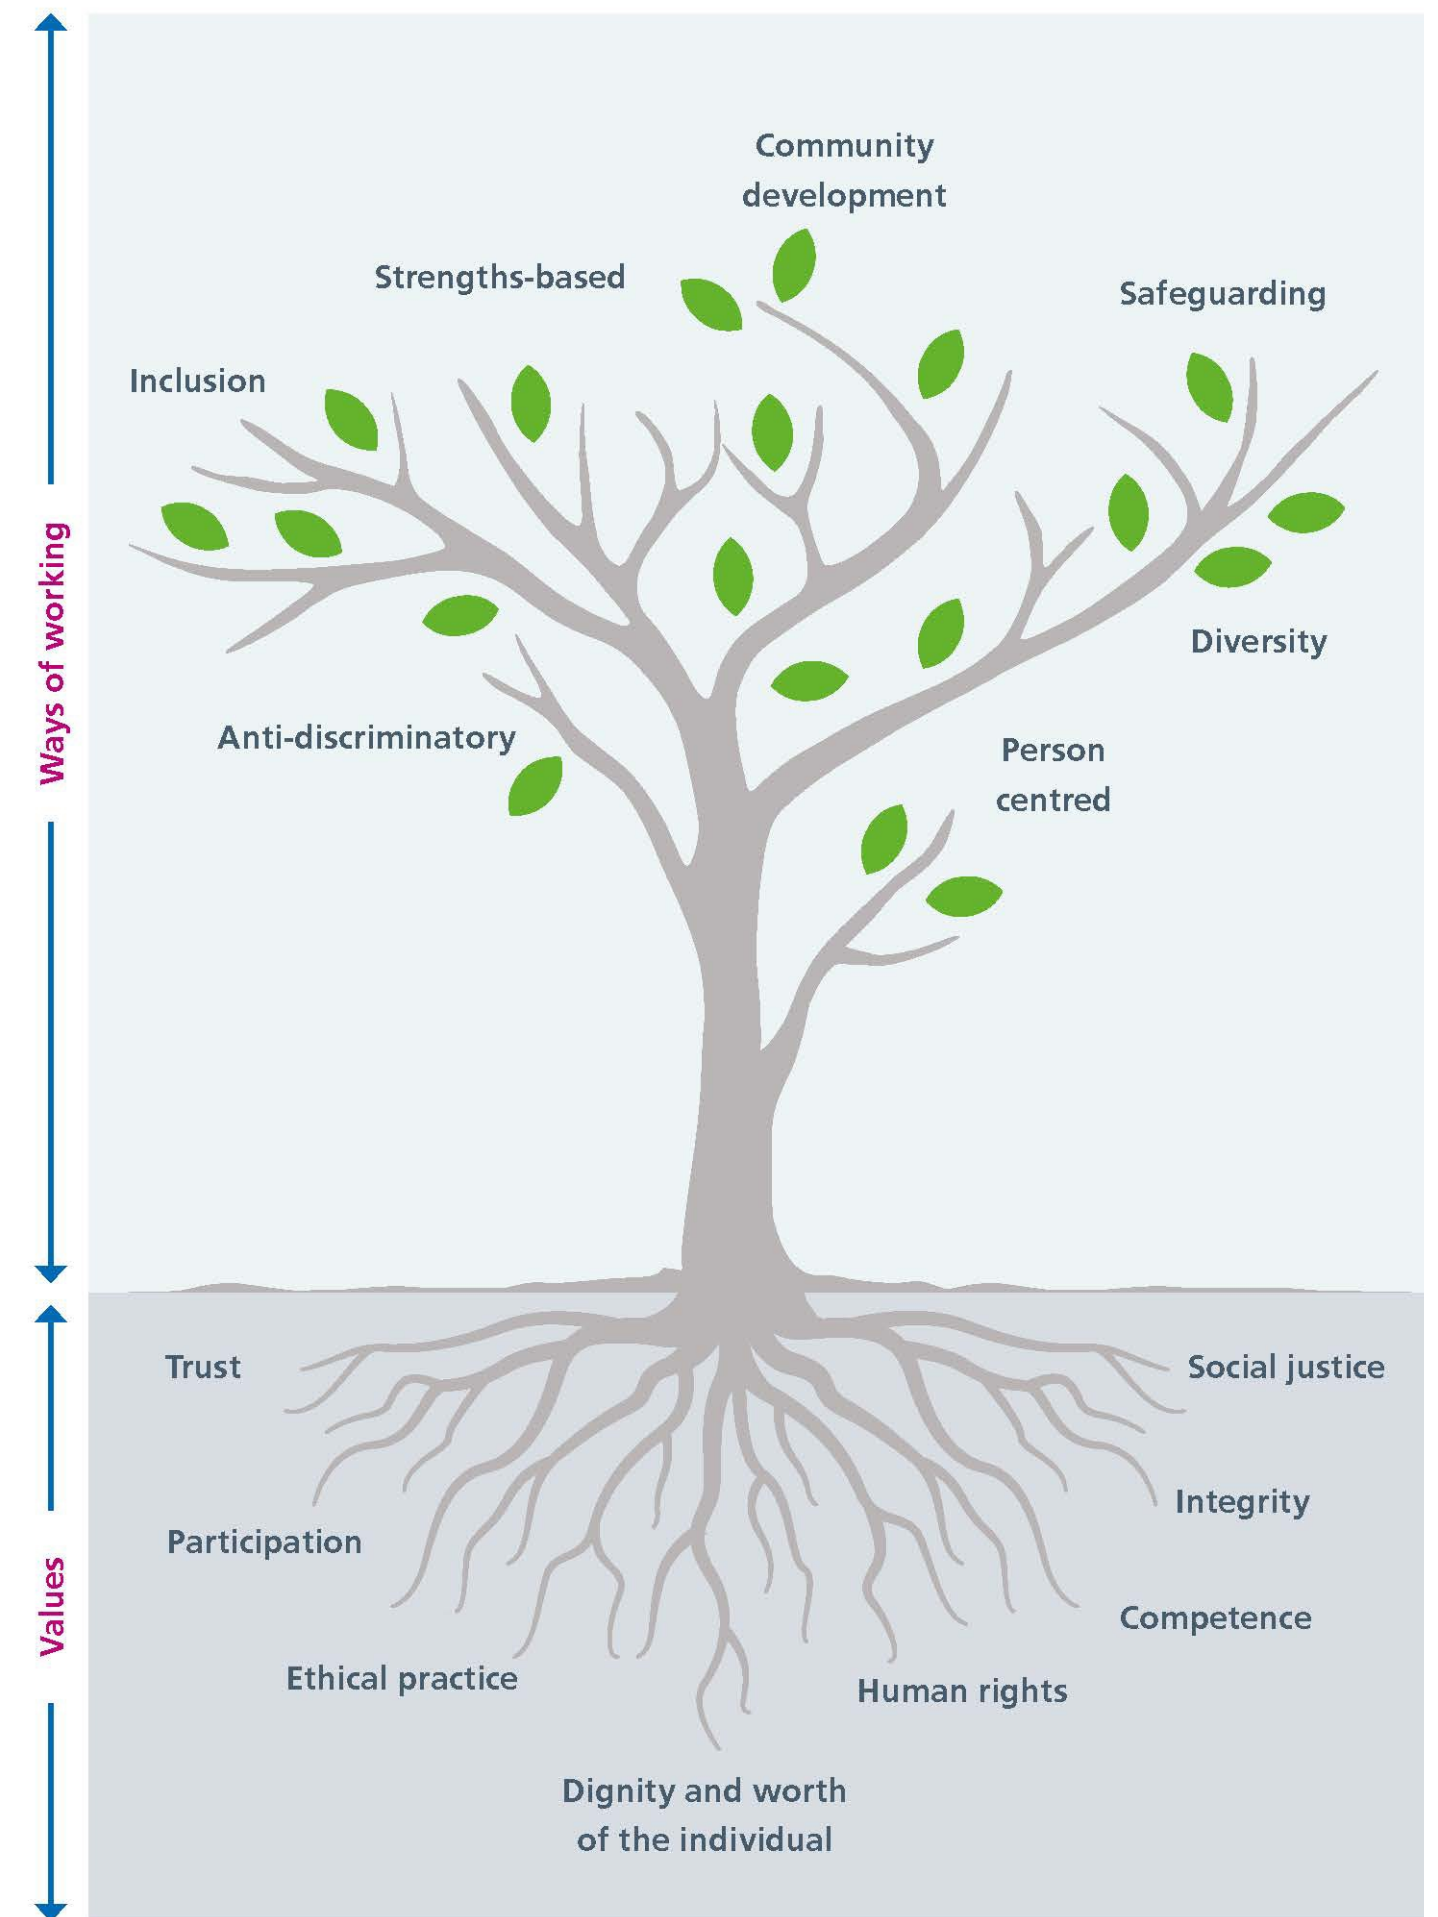 Ways of working
Community
development
Strengths-based
Safeguarding
Inclusion
Diversity
Anti-discriminatory
Person
centred
Values
Trust
Social justice
Integrity
Participation
Competence
Ethical practice
Human rights
Dignity and worth
of the individual